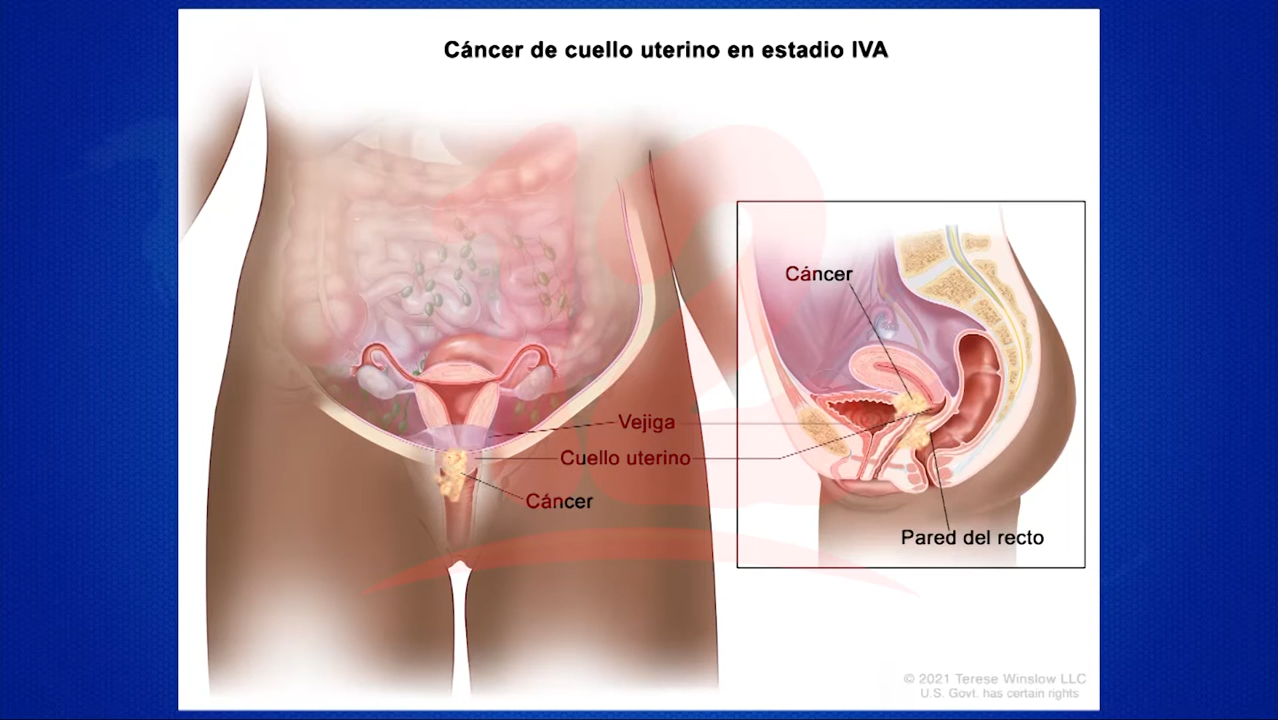 Cáncer de cuello uterino en estadio IVA
Vejiga
Cuello uterino
Cáncer
Cáncer
Pared del recto
© 2021 Terese Winslow LLC
U.S. Govt. has certain rights